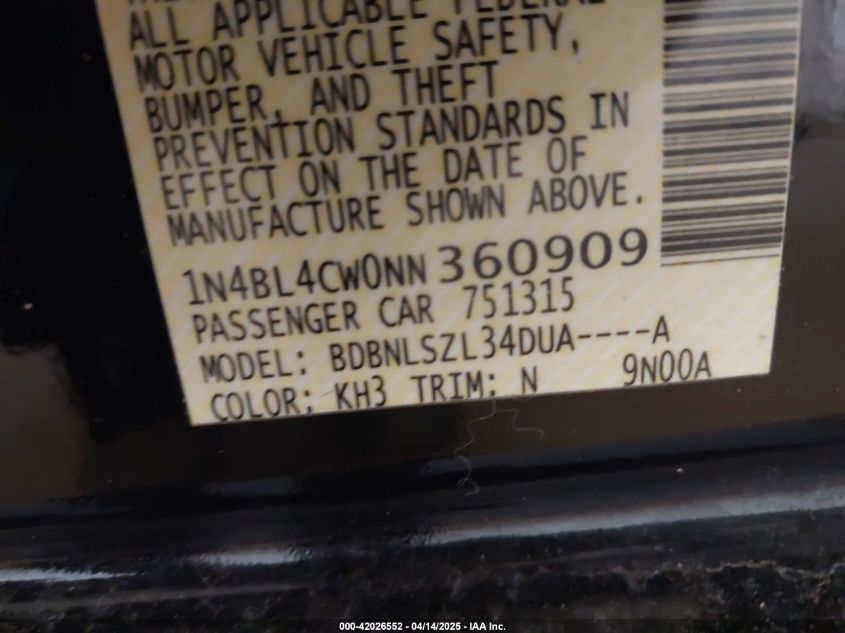 ALL APPLICABLE FEDERAL
MOTOR VEHICLE SAFETY,
BUMPER, AND THEFT
PREVENTION STANDARDS IN
EFFECT ON THE DATE OF
MANUFACTURE SHOWN ABOVE.
1N4BL4CW0NN360909
PASSENGER CAR 751315
MODEL: BDBNLSZL34DUA----A
COLOR: KH3 TRIM: N 9N00A
000-42026552 - 04/14/2025 - IAA Inc.